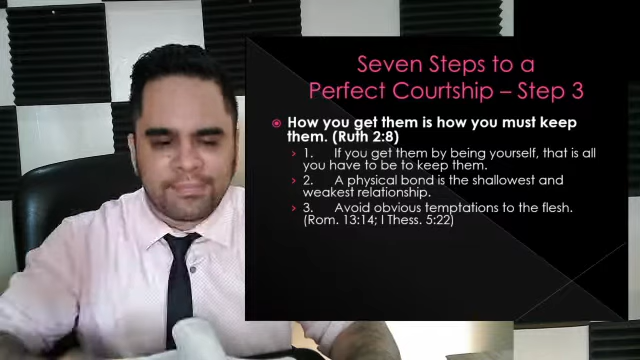 Seven Steps to a
Perfect Courtship – Step 3
How you get them is how you must keep
them. (Ruth 2:8)
1. If you get them by being yourself, that is all
you have to be to keep them.
2. A physical bond is the shallowest and
weakest relationship.
3. Avoid obvious temptations to the flesh.
(Rom. 13:14; I Thess. 5:22)